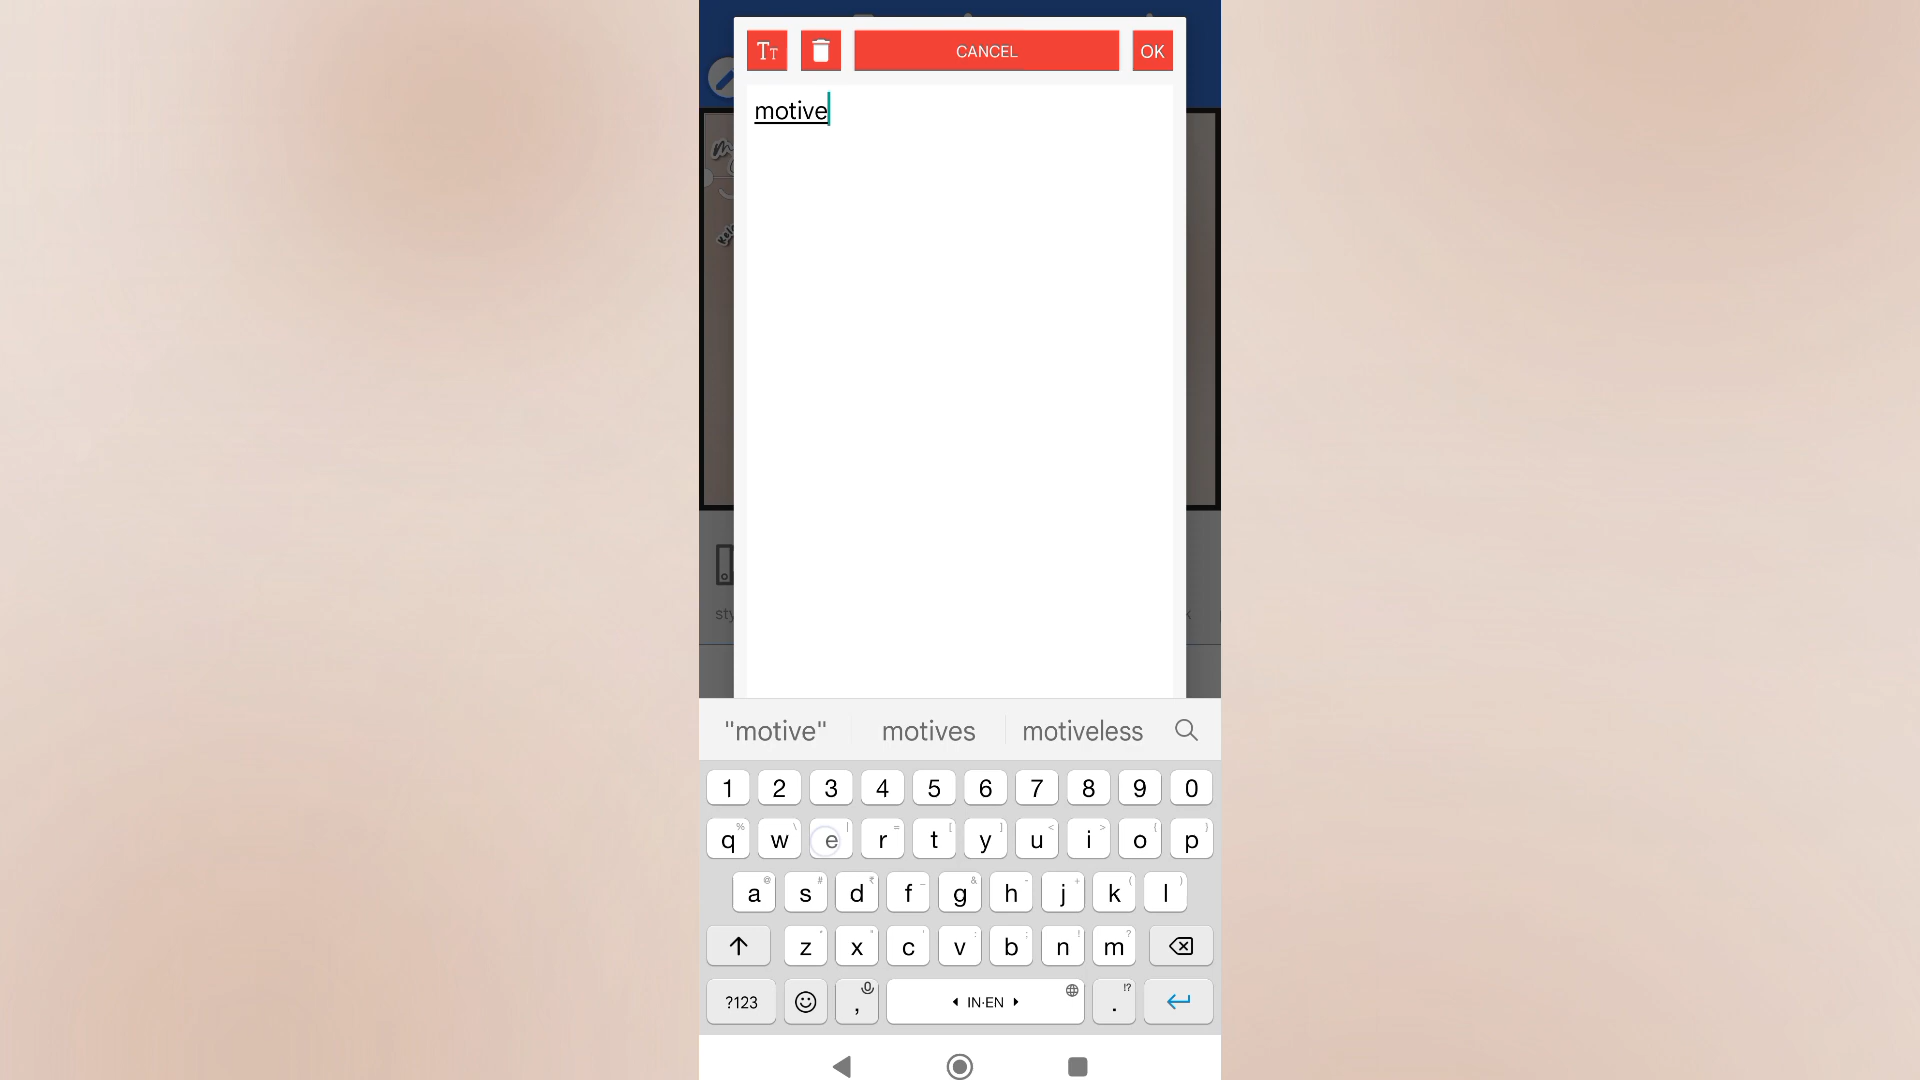 TT
CANCEL
OK
motive
"motive" motives motiveless
1 2 3 4 5 6 7 8 9 0
q w e r t y u i o p
% \ | = [ ] < > { }
a s d f g h j k l
@ # ₹ _ & - + ( )
z x c v b n m
* " ' : ; ! ?
?123 , IN·EN . !?